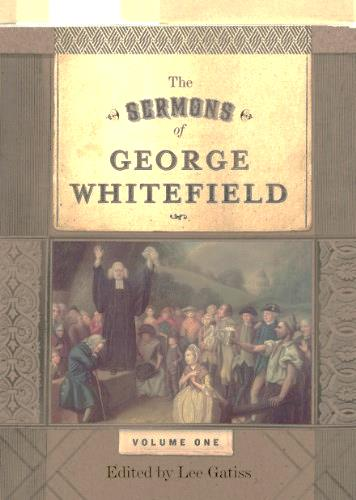 The
SERMONS
of
GEORGE
WHITEFIELD
VOLUME ONE
Edited by Lee Gatiss